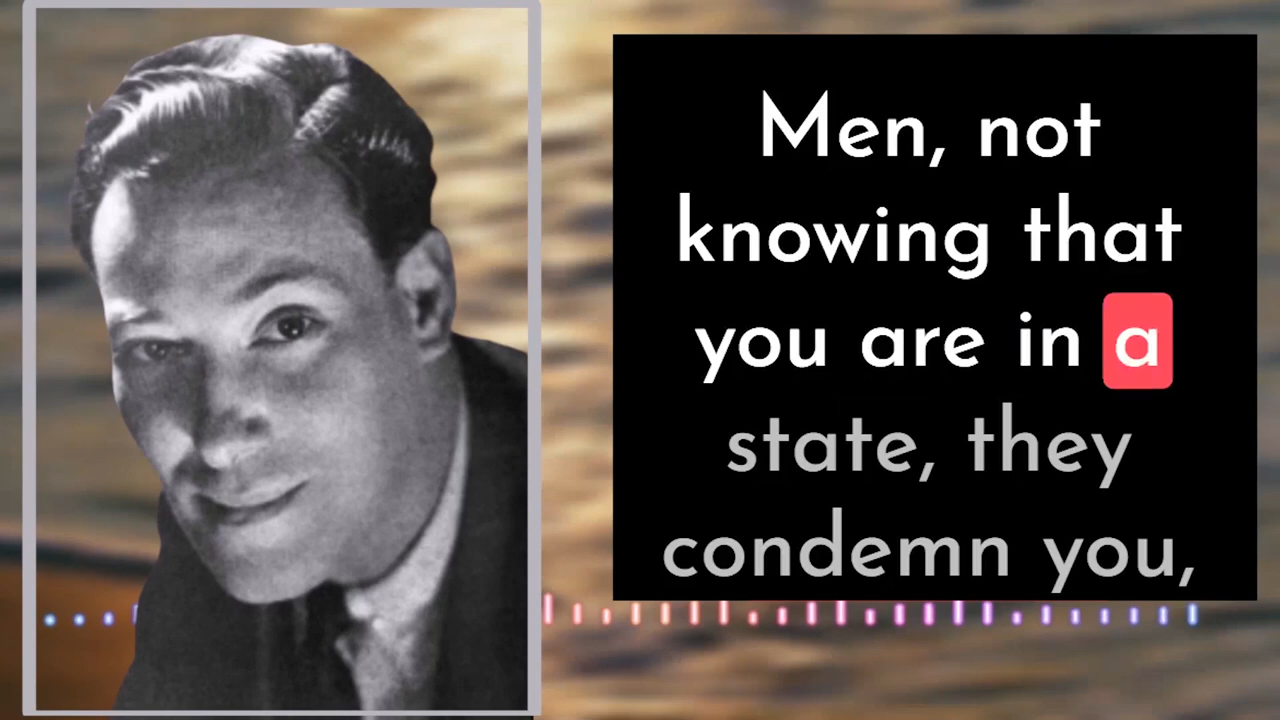 Men, not
knowing that
you are in a
state, they
condemn you,